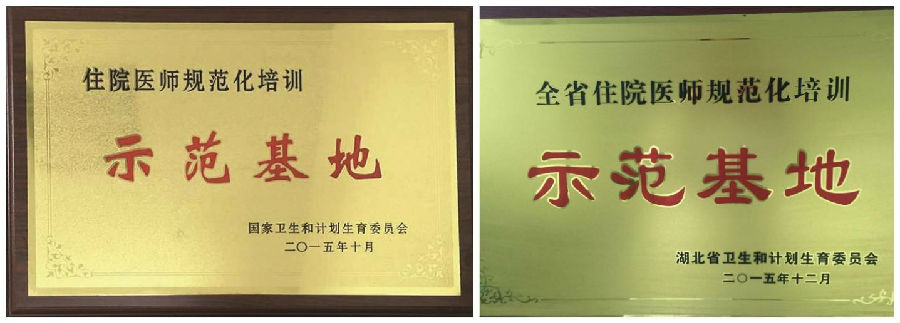 住院医师规范化培训
示范基地
国家卫生和计划生育委员会
二〇一五年十月
全省住院医师规范化培训
示范基地
湖北省卫生和计划生育委员会
二〇一五年十二月